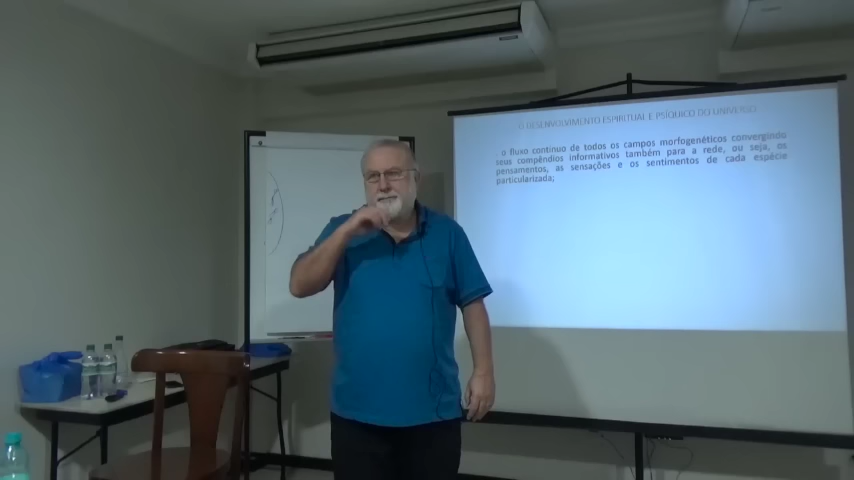 O DESENVOLVIMENTO ESPIRITUAL E PSÍQUICO DO UNIVERSO
. o fluxo contínuo de todos os campos morfogenéticos convergindo
seus compêndios informativos também para a rede, ou seja, os
pensamentos, as sensações e os sentimentos de cada espécie
particularizada;